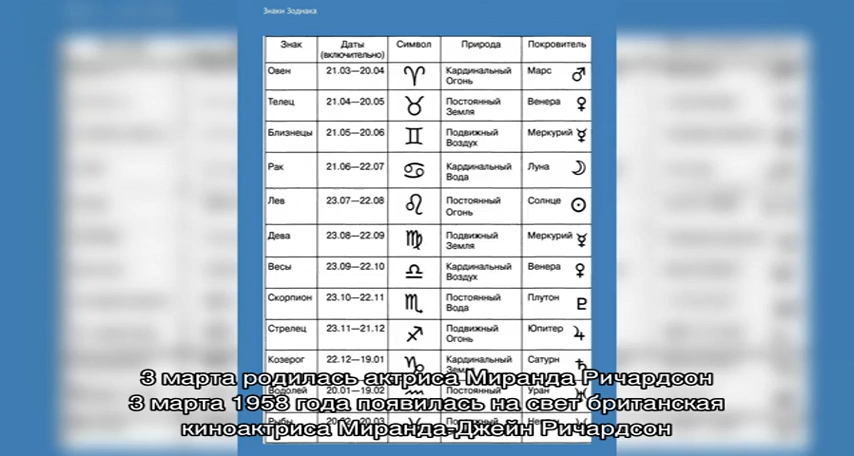 Знаки Зодиака
Знак Даты (включительно) Символ Природа Покровитель
Овен 21.03—20.04 Кардинальный Огонь Марс
Телец 21.04—20.05 Постоянный Земля Венера
Близнецы 21.05—20.06 Подвижный Воздух Меркурий
Рак 21.06—22.07 Кардинальный Вода Луна
Лев 23.07—22.08 Постоянный Огонь Солнце
Дева 23.08—22.09 Подвижный Земля Меркурий
Весы 23.09—22.10 Кардинальный Воздух Венера
Скорпион 23.10—22.11 Постоянный Вода Плутон
Стрелец 23.11—21.12 Подвижный Огонь Юпитер
Козерог 22.12—19.01 Кардинальный Сатурн
3 марта родилась актриса Миранда Ричардсон
Водолей 20.01—19.02 Постоянный Уран
3 марта 1958 года появилась на свет британская
Рыбы
киноактриса Миранда-Джейн Ричардсон